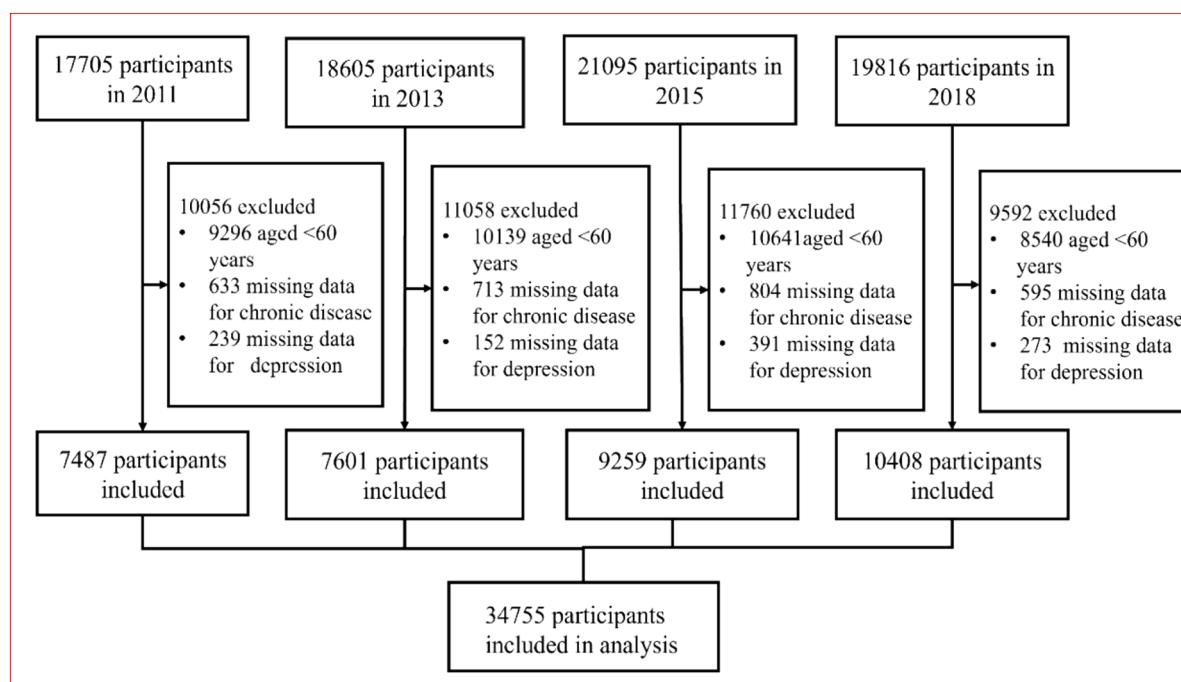 17705 participants
in 2011
18605 participants
in 2013
21095 participants in
2015
19816 participants in
2018
10056 excluded
• 9296 aged <60
years
• 633 missing data
for chronic disease
• 239 missing data
for depression
11058 excluded
• 10139 aged <60
years
• 713 missing data
for chronic disease
• 152 missing data
for depression
11760 excluded
• 10641aged <60
years
• 804 missing data
for chronic disease
• 391 missing data
for depression
9592 excluded
• 8540 aged <60
years
• 595 missing data
for chronic disease
• 273 missing data
for depression
7487 participants
included
7601 participants
included
9259 participants
included
10408 participants
included
34755 participants
included in analysis